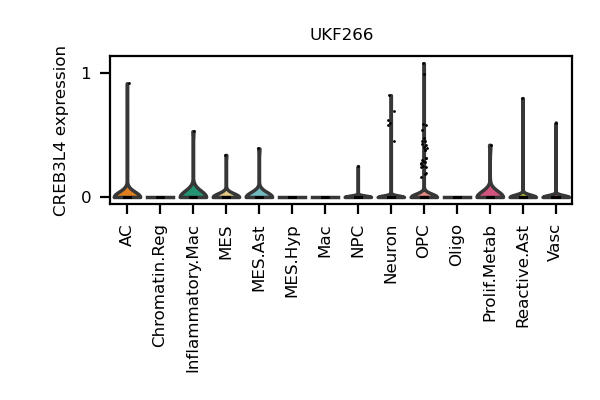 UKF266
CREB3L4 expression
1
0
AC
Chromatin.Reg
Inflammatory.Mac
MES
MES.Ast
MES.Hyp
Mac
NPC
Neuron
OPC
Oligo
Prolif.Metab
Reactive.Ast
Vasc